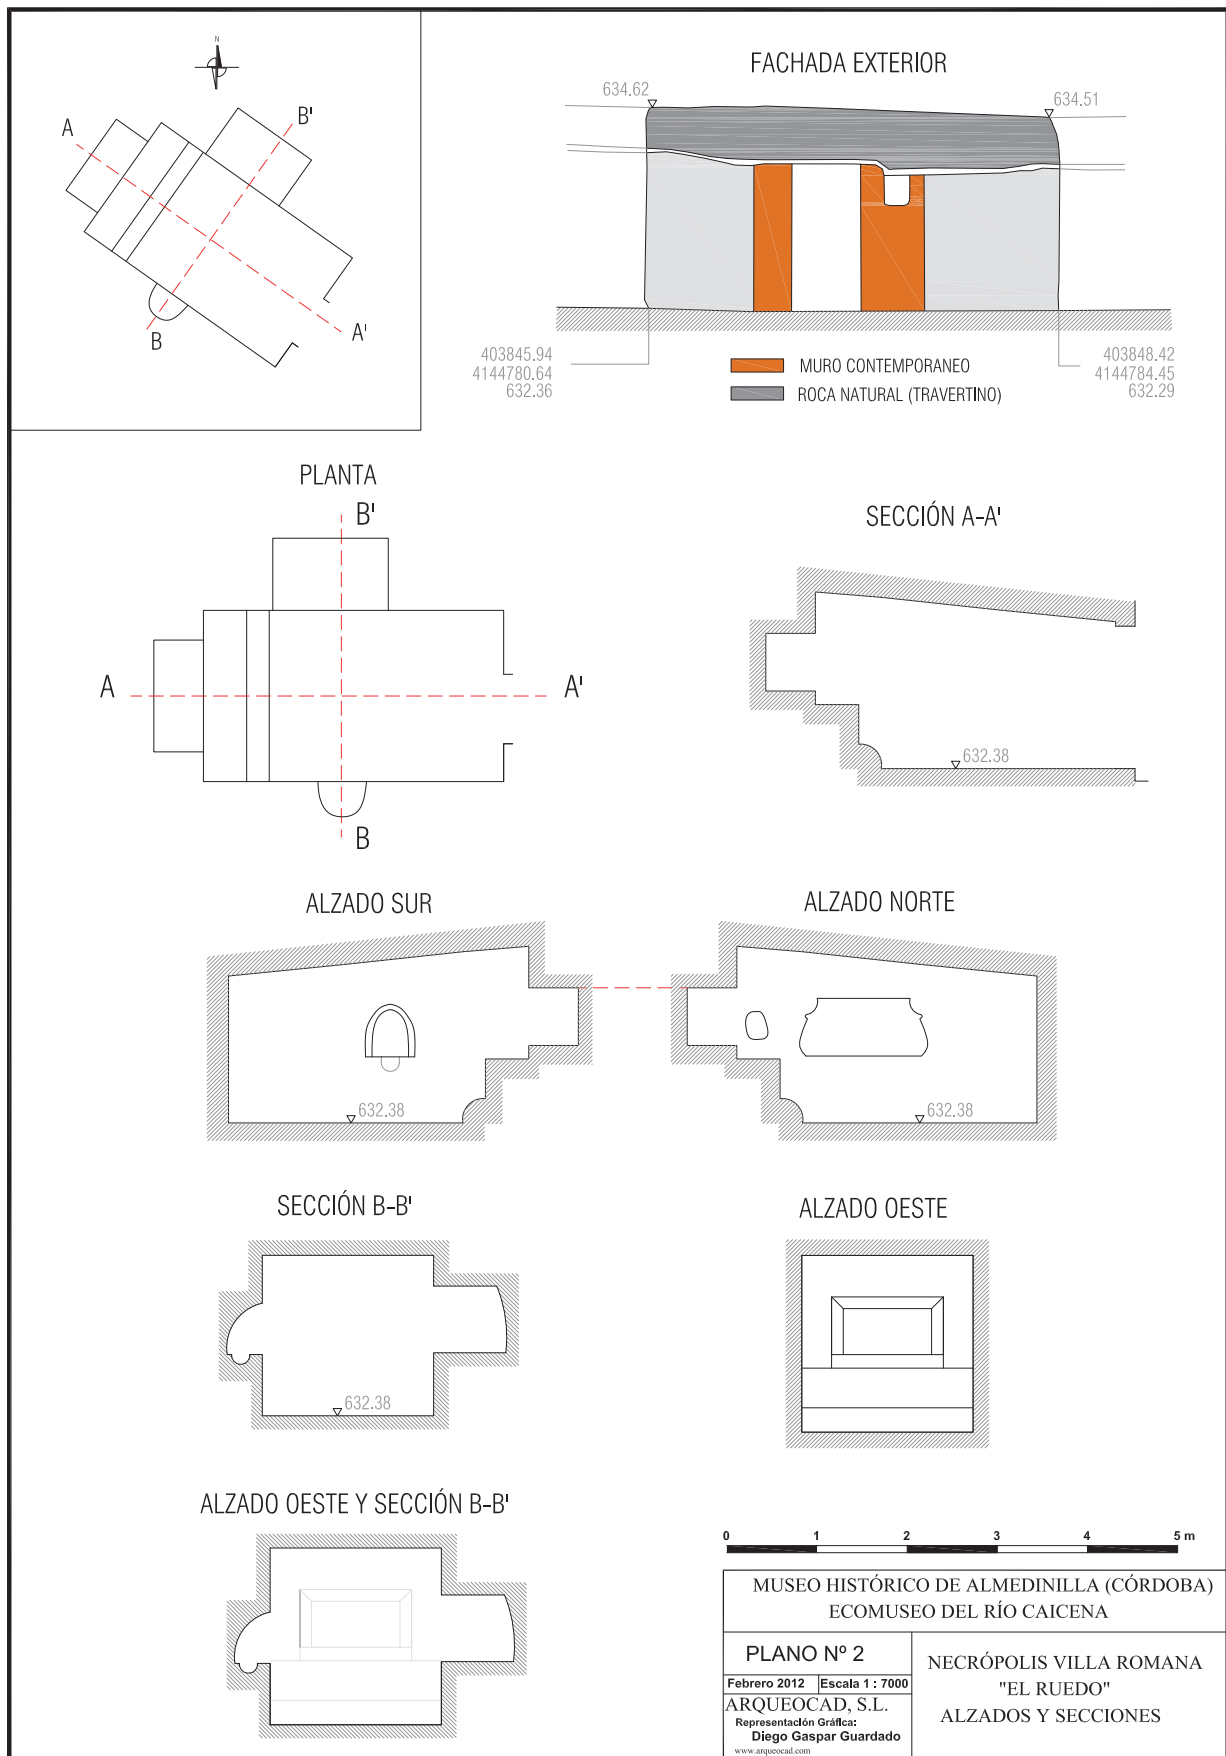 N
A
B'
B
A'
FACHADA EXTERIOR
634.62
634.51
403845.94
4144780.64
632.36
403848.42
4144784.45
632.29
MURO CONTEMPORANEO
ROCA NATURAL (TRAVERTINO)
PLANTA
B'
A
A'
B
SECCIÓN A-A'
632.38
ALZADO SUR
632.38
ALZADO NORTE
632.38
SECCIÓN B-B'
632.38
ALZADO OESTE
ALZADO OESTE Y SECCIÓN B-B'
0 1 2 3 4 5 m
MUSEO HISTÓRICO DE ALMEDINILLA (CÓRDOBA)
ECOMUSEO DEL RÍO CAICENA
PLANO Nº 2
Febrero 2012 Escala 1 : 7000
ARQUEOCAD, S.L.
Representación Gráfica:
Diego Gaspar Guardado
www.arqueocad.com
NECRÓPOLIS VILLA ROMANA
"EL RUEDO"
ALZADOS Y SECCIONES